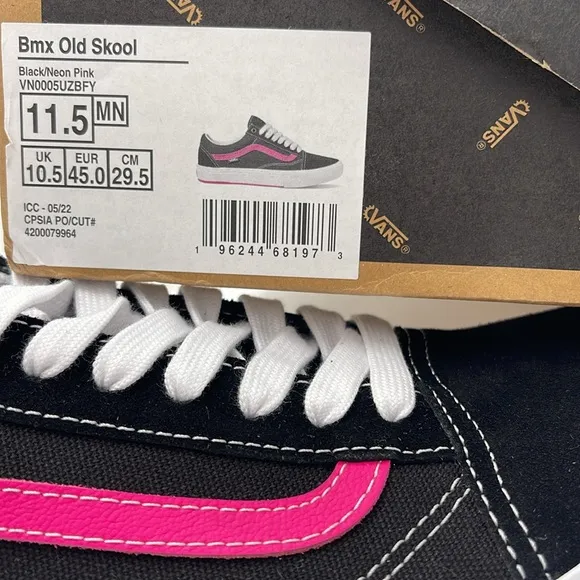 Bmx Old Skool
Black/Neon Pink
VN0005UZBFY
11.5 MN
UK EUR CM
10.5 45.0 29.5
ICC - 05/22
CPSIA PO/CUT#
4200079964
1 96244 68197 3
VANS
VANS
VANS